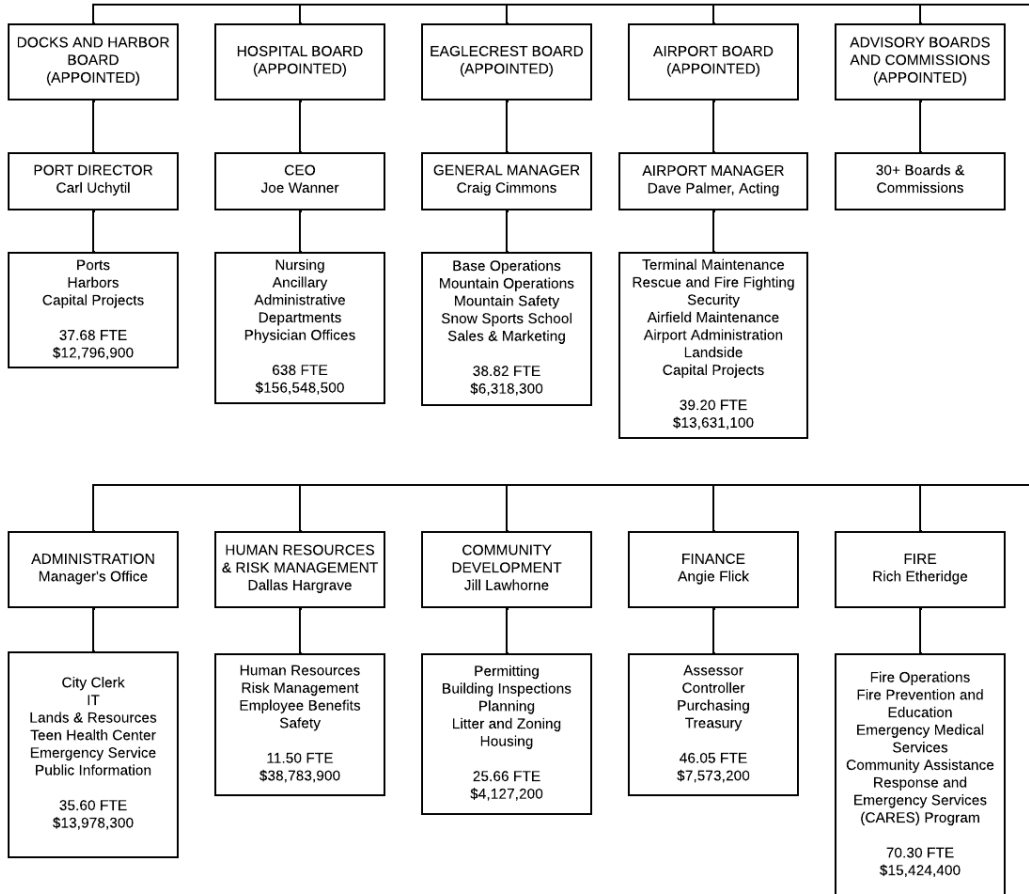 DOCKS AND HARBOR
BOARD
(APPOINTED)
HOSPITAL BOARD
(APPOINTED)
EAGLECREST BOARD
(APPOINTED)
AIRPORT BOARD
(APPOINTED)
ADVISORY BOARDS
AND COMMISSIONS
(APPOINTED)
PORT DIRECTOR
Carl Uchytil
CEO
Joe Wanner
GENERAL MANAGER
Craig Cimmons
AIRPORT MANAGER
Dave Palmer, Acting
30+ Boards &
Commissions
Ports
Harbors
Capital Projects
37.68 FTE
$12,796,900
Nursing
Ancillary
Administrative
Departments
Physician Offices
638 FTE
$156,548,500
Base Operations
Mountain Operations
Mountain Safety
Snow Sports School
Sales & Marketing
38.82 FTE
$6,318,300
Terminal Maintenance
Rescue and Fire Fighting
Security
Airfield Maintenance
Airport Administration
Landside
Capital Projects
39.20 FTE
$13,631,100
ADMINISTRATION
Manager's Office
HUMAN RESOURCES
& RISK MANAGEMENT
Dallas Hargrave
COMMUNITY
DEVELOPMENT
Jill Lawhorne
FINANCE
Angie Flick
FIRE
Rich Etheridge
City Clerk
IT
Lands & Resources
Teen Health Center
Emergency Service
Public Information
35.60 FTE
$13,978,300
Human Resources
Risk Management
Employee Benefits
Safety
11.50 FTE
$38,783,900
Permitting
Building Inspections
Planning
Litter and Zoning
Housing
25.66 FTE
$4,127,200
Assessor
Controller
Purchasing
Treasury
46.05 FTE
$7,573,200
Fire Operations
Fire Prevention and
Education
Emergency Medical
Services
Community Assistance
Response and
Emergency Services
(CARES) Program
70.30 FTE
$15,424,400